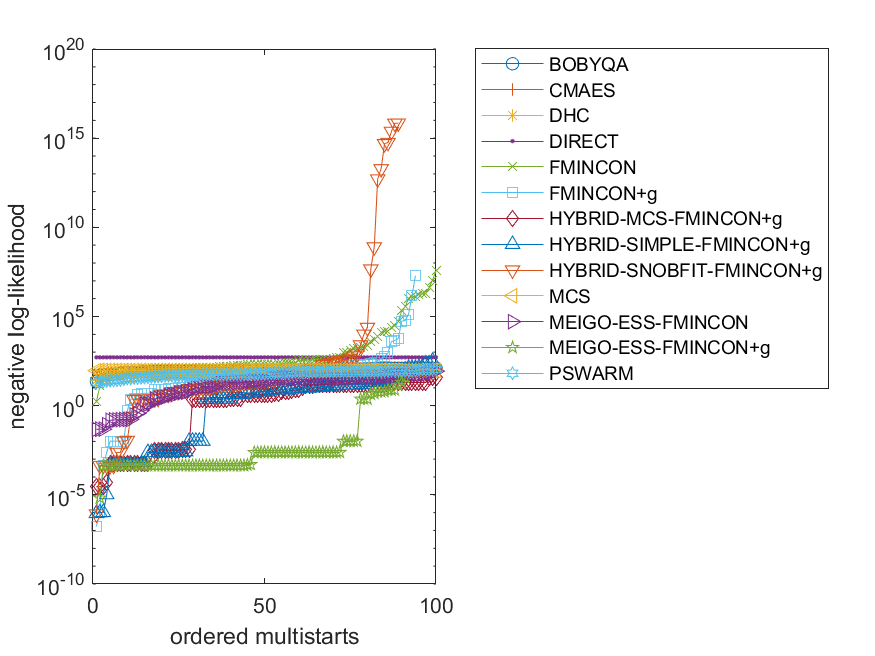 10^20
10^15
10^10
10^5
10^0
10^-5
10^-10
negative log-likelihood
0 50 100
ordered multistarts
BOBYQA
CMAES
DHC
DIRECT
FMINCON
FMINCON+g
HYBRID-MCS-FMINCON+g
HYBRID-SIMPLE-FMINCON+g
HYBRID-SNOBFIT-FMINCON+g
MCS
MEIGO-ESS-FMINCON
MEIGO-ESS-FMINCON+g
PSWARM